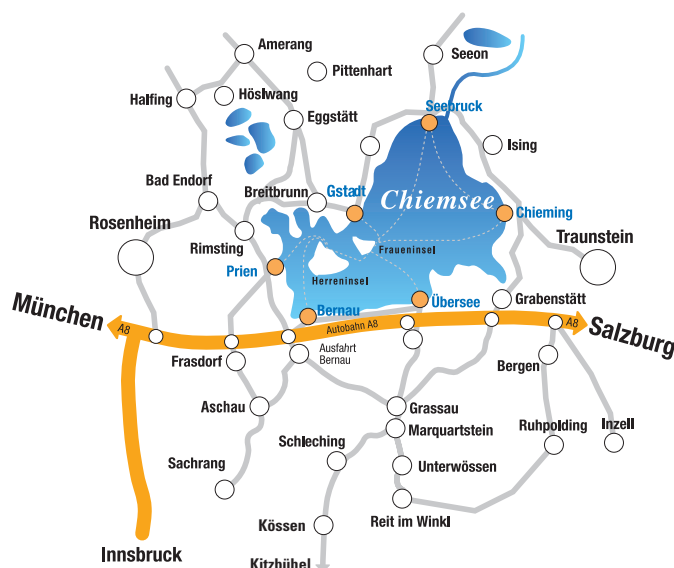 Amerang
Seeon
Pittenhart
Halfing
Höslwang
Seebruck
Eggstätt
Ising
Bad Endorf
Breitbrunn
Gstadt
Chiemsee
Chieming
Rosenheim
Rimsting
Fraueninsel
Traunstein
Prien
Herreninsel
Übersee
Grabenstätt
München
Bernau
A8
Autobahn A8
A8
Salzburg
Ausfahrt
Bernau
Frasdorf
Bergen
Aschau
Grassau
Marquartstein
Ruhpolding
Inzell
Schleching
Sachrang
Unterwössen
Reit im Winkl
Kössen
Innsbruck
Kitzbühel